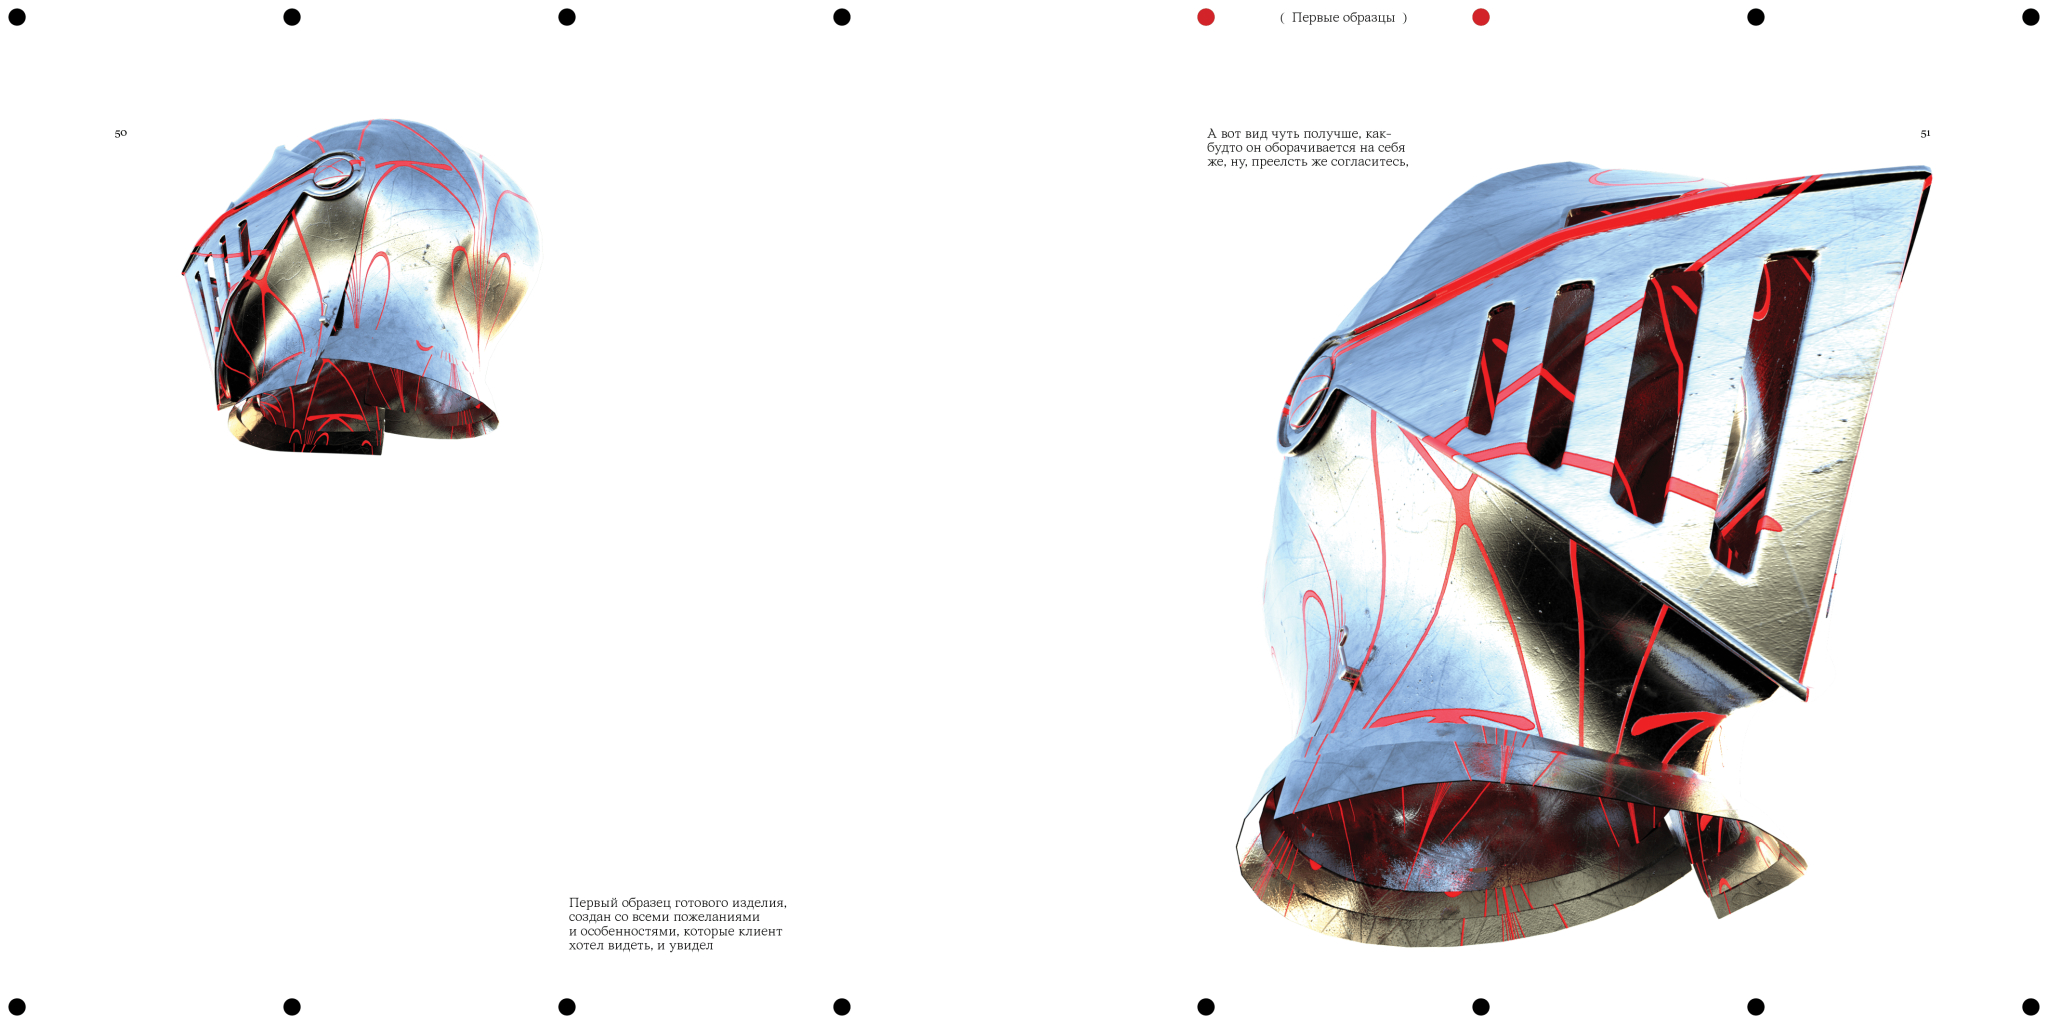 ( Первые образцы )
50
Первый образец готового изделия,
создан со всеми пожеланиями
и особенностями, которые клиент
хотел видеть, и увидел
А вот вид чуть получше, как-
будто он оборачивается на себя
же, ну, преелсть же согласитесь,
51